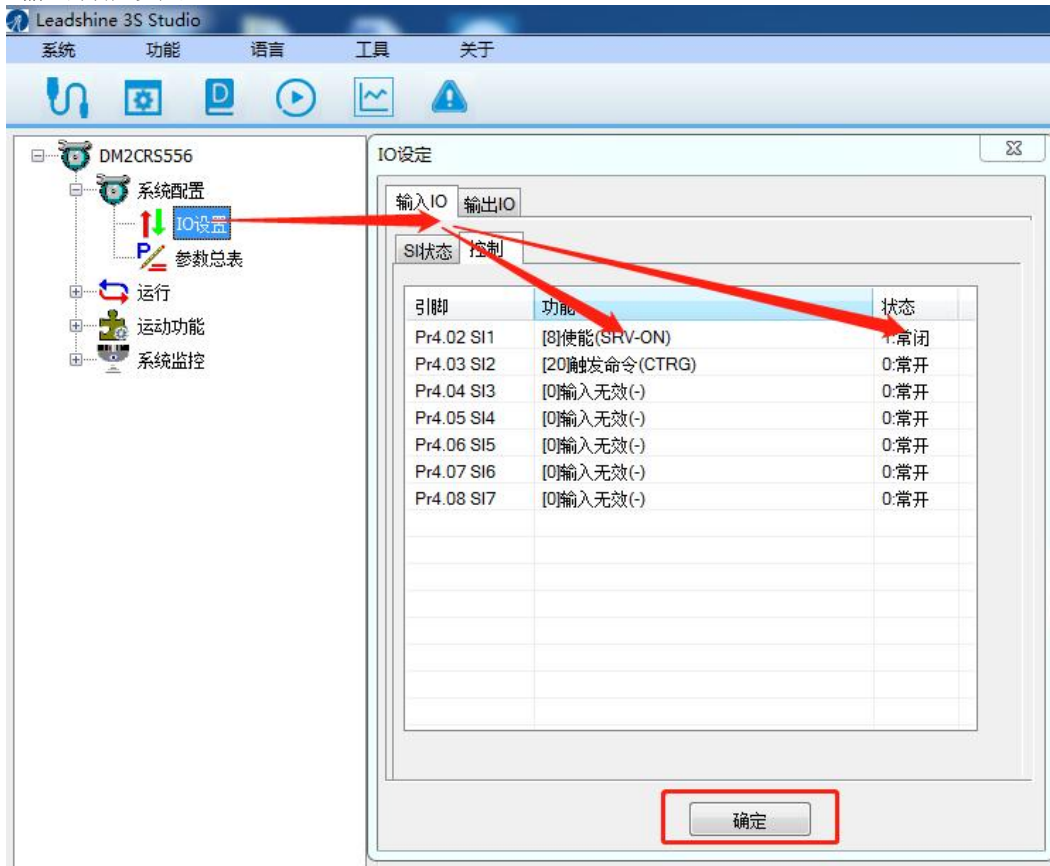 Leadshine 3S Studio
系统 功能 语言 工具 关于
DM2CRS556
系统配置
IO设置
参数总表
运行
运动功能
系统监控
IO设定
输入IO 输出IO
SI状态 控制
引脚 功能 状态
Pr4.02 SI1 [8]使能(SRV-ON) 1:常闭
Pr4.03 SI2 [20]触发命令(CTRG) 0:常开
Pr4.04 SI3 [0]输入无效(-) 0:常开
Pr4.05 SI4 [0]输入无效(-) 0:常开
Pr4.06 SI5 [0]输入无效(-) 0:常开
Pr4.07 SI6 [0]输入无效(-) 0:常开
Pr4.08 SI7 [0]输入无效(-) 0:常开
确定